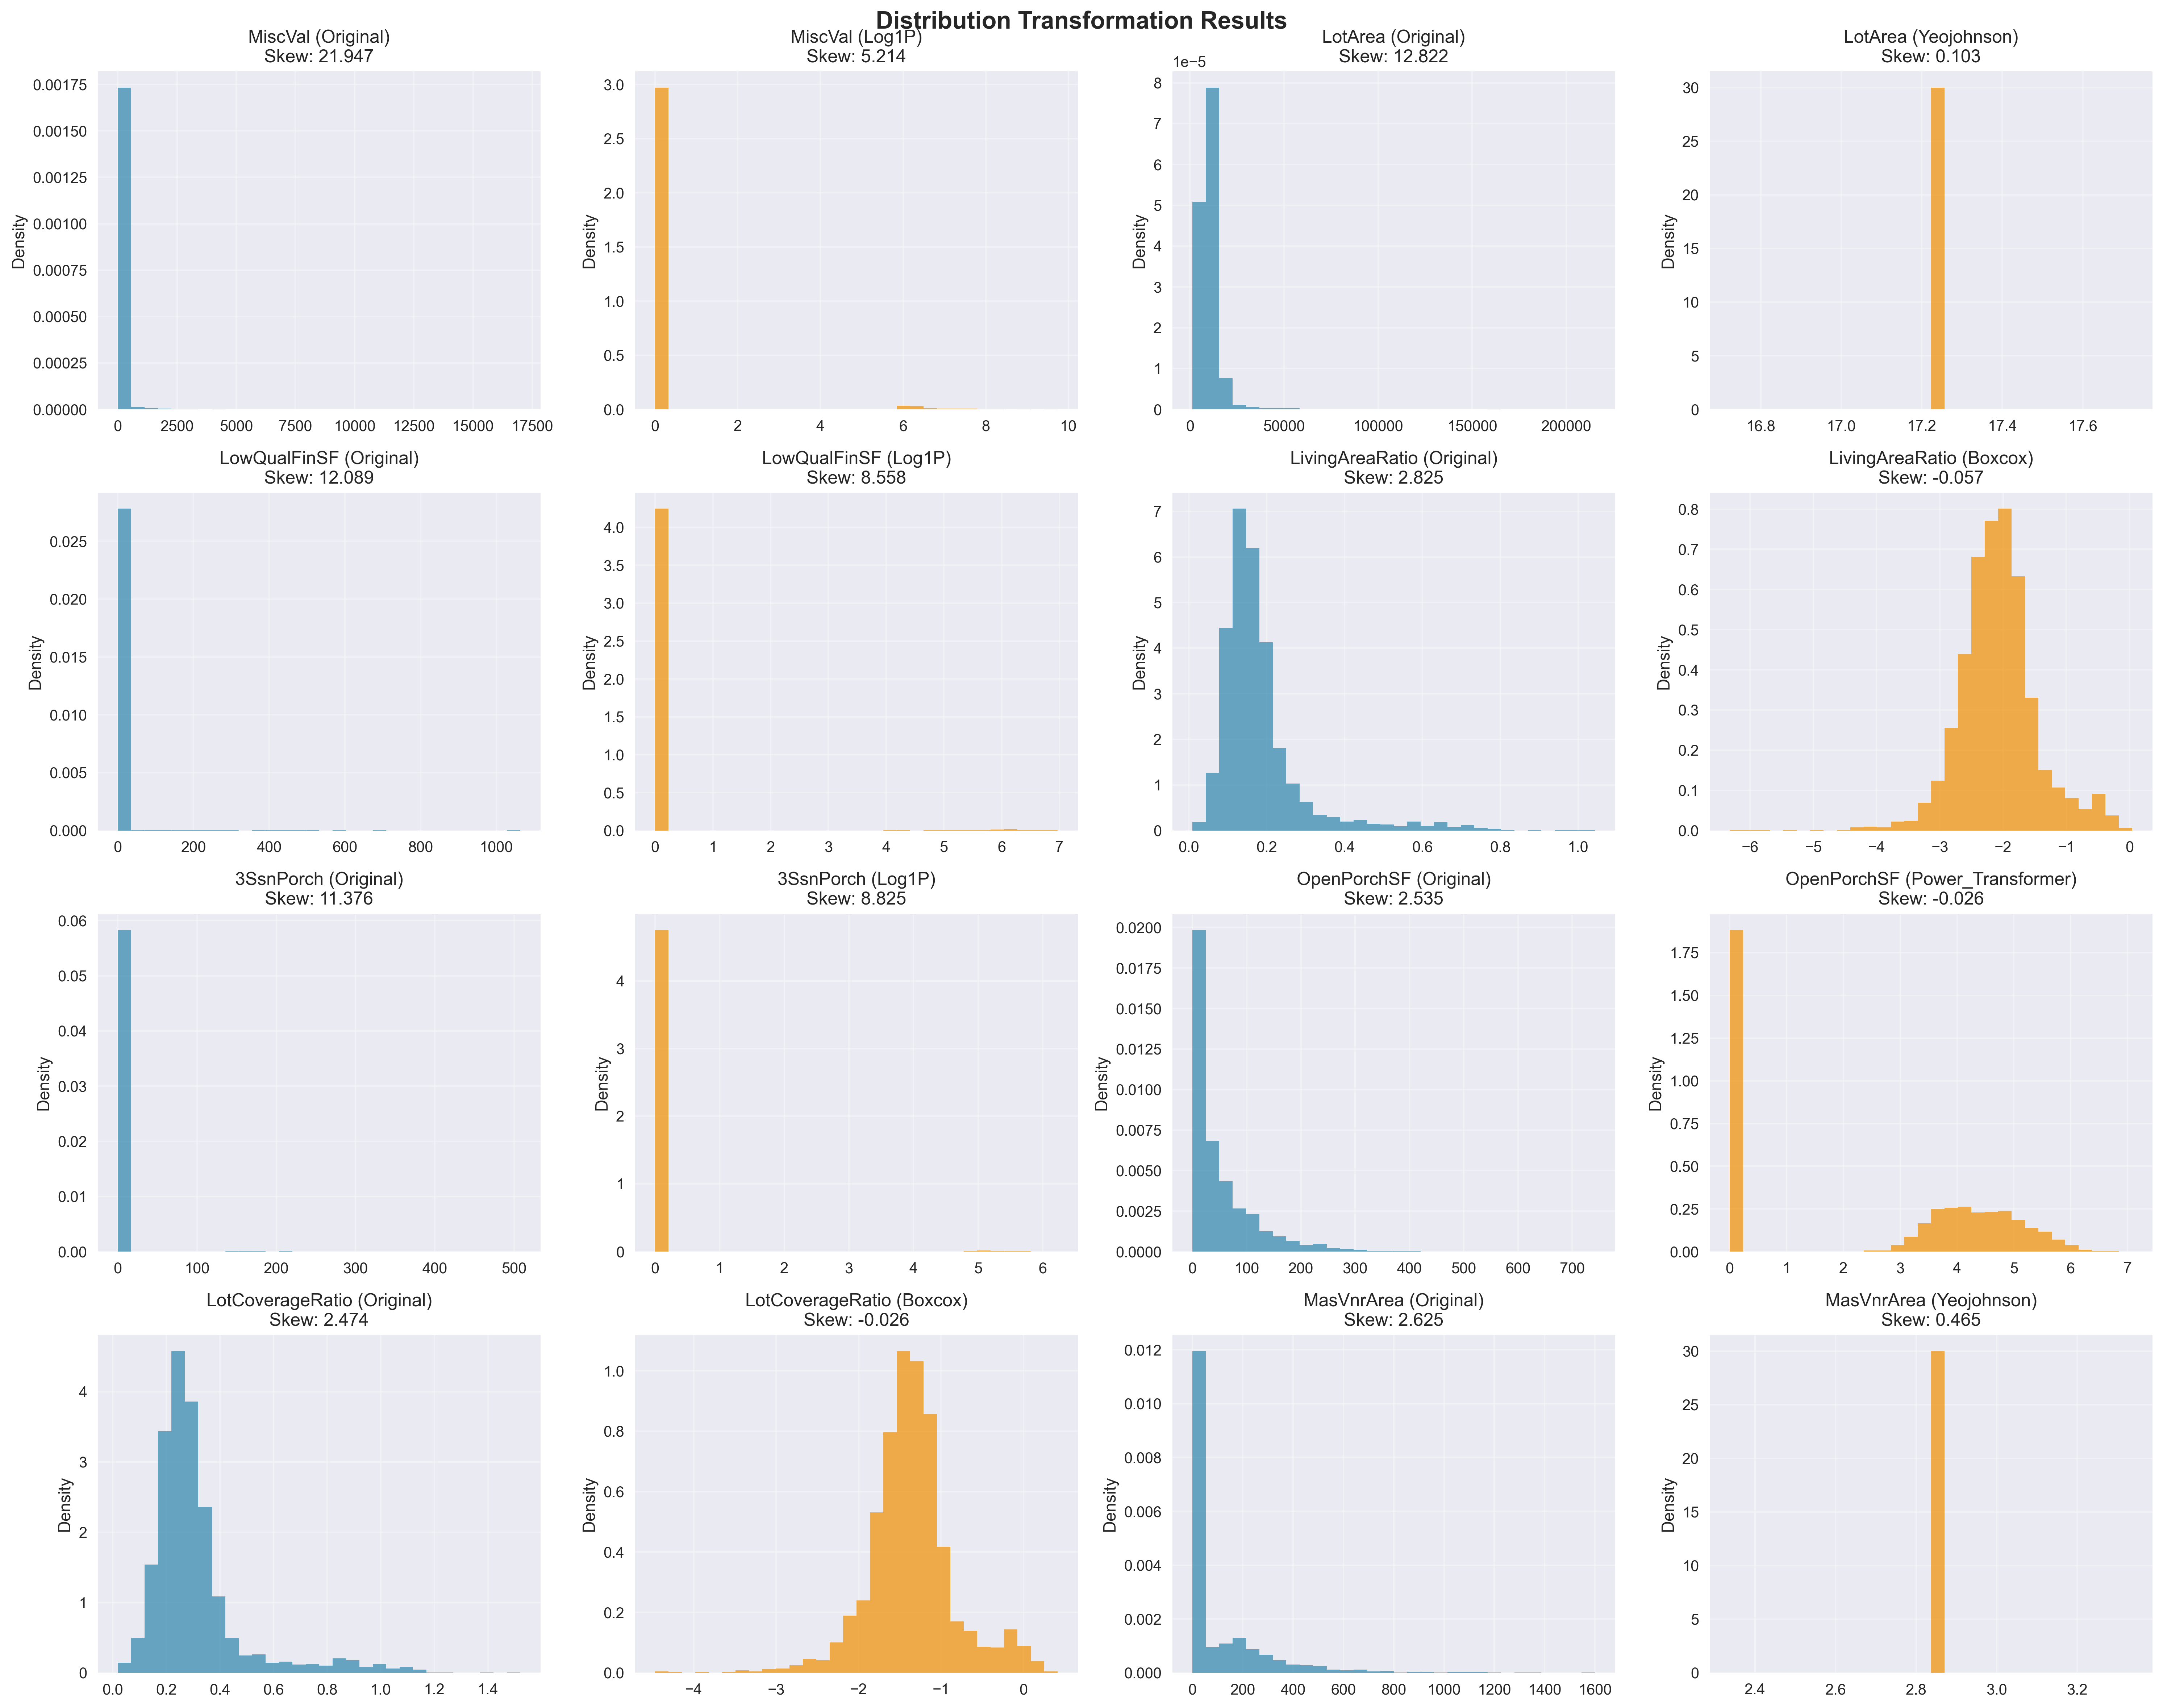 Distribution Transformation Results
MiscVal (Original)
Skew: 21.947
Density
0.00175
0.00150
0.00125
0.00100
0.00075
0.00050
0.00025
0.00000
0 2500 5000 7500 10000 12500 15000 17500
MiscVal (Log1P)
Skew: 5.214
Density
3.0
2.5
2.0
1.5
1.0
0.5
0.0
0 2 4 6 8 10
LotArea (Original)
Skew: 12.822
1e−5
Density
8
7
6
5
4
3
2
1
0
0 50000 100000 150000 200000
LotArea (Yeojohnson)
Skew: 0.103
Density
30
25
20
15
10
5
0
16.8 17.0 17.2 17.4 17.6
LowQualFinSF (Original)
Skew: 12.089
Density
0.025
0.020
0.015
0.010
0.005
0.000
0 200 400 600 800 1000
LowQualFinSF (Log1P)
Skew: 8.558
Density
4.0
3.5
3.0
2.5
2.0
1.5
1.0
0.5
0.0
0 1 2 3 4 5 6 7
LivingAreaRatio (Original)
Skew: 2.825
Density
7
6
5
4
3
2
1
0
0.0 0.2 0.4 0.6 0.8 1.0
LivingAreaRatio (Boxcox)
Skew: -0.057
Density
0.8
0.7
0.6
0.5
0.4
0.3
0.2
0.1
0.0
−6 −5 −4 −3 −2 −1 0
3SsnPorch (Original)
Skew: 11.376
Density
0.06
0.05
0.04
0.03
0.02
0.01
0.00
0 100 200 300 400 500
3SsnPorch (Log1P)
Skew: 8.825
Density
4
3
2
1
0
0 1 2 3 4 5 6
OpenPorchSF (Original)
Skew: 2.535
Density
0.0200
0.0175
0.0150
0.0125
0.0100
0.0075
0.0050
0.0025
0.0000
0 100 200 300 400 500 600 700
OpenPorchSF (Power_Transformer)
Skew: -0.026
Density
1.75
1.50
1.25
1.00
0.75
0.50
0.25
0.00
0 1 2 3 4 5 6 7
LotCoverageRatio (Original)
Skew: 2.474
Density
4
3
2
1
0
0.0 0.2 0.4 0.6 0.8 1.0 1.2 1.4
LotCoverageRatio (Boxcox)
Skew: -0.026
Density
1.0
0.8
0.6
0.4
0.2
0.0
−4 −3 −2 −1 0
MasVnrArea (Original)
Skew: 2.625
Density
0.012
0.010
0.008
0.006
0.004
0.002
0.000
0 200 400 600 800 1000 1200 1400 1600
MasVnrArea (Yeojohnson)
Skew: 0.465
Density
30
25
20
15
10
5
0
2.4 2.6 2.8 3.0 3.2